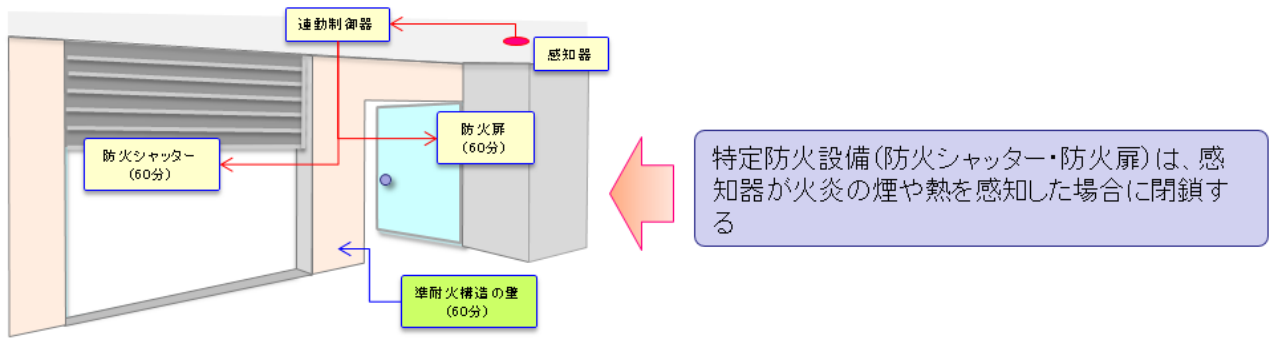 連動制御器
感知器
防火シャッター
(60分)
防火扉
(60分)
準耐火構造の壁
(60分)
特定防火設備(防火シャッター・防火扉)は、感
知器が火炎の煙や熱を感知した場合に閉鎖す
る